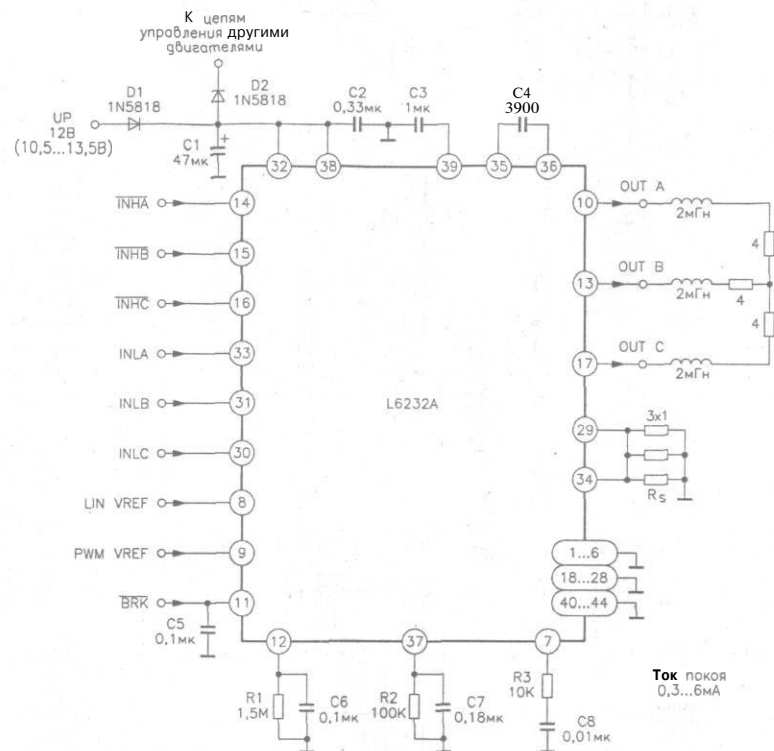 К цепям
управления другими
двигателями
D1
1N5818
D2
1N5818
C2
0,33мк
C3
1мк
C4
3900
UP
12В
(10,5...13,5В)
C1
47мк
+
32
38
39
35
36
INHA
14
INHB
15
INHC
16
INLA
33
INLB
31
INLC
30
LIN VREF
8
PWM VREF
9
BRK
11
C5
0,1мк
L6232A
10
OUT A
2мГн
4
13
OUT B
2мГн
4
4
17
OUT C
2мГн
29
3x1
34
Rs
1...6
18...28
40...44
12
37
7
R1
1,5М
C6
0,1мк
R2
100К
C7
0,18мк
R3
10К
C8
0,01мк
Ток покоя
0,3...6мА